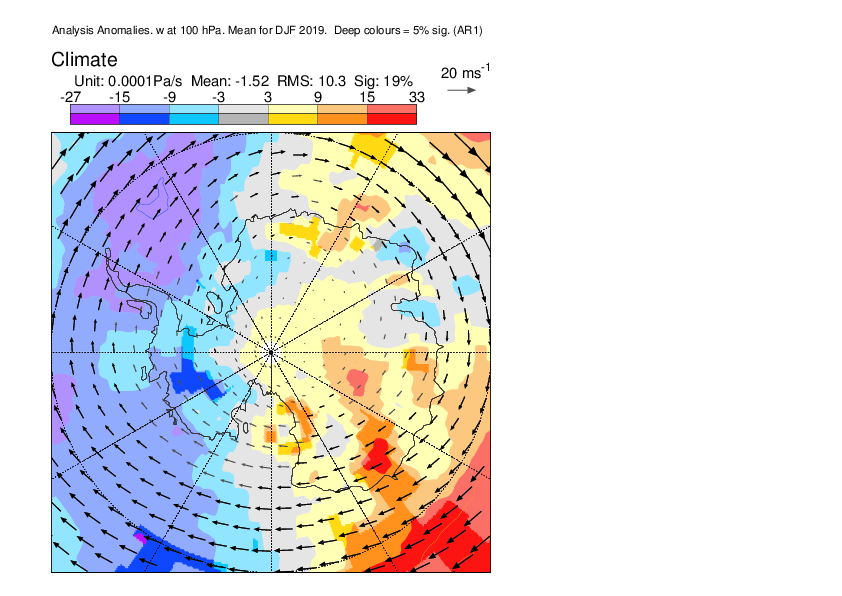 Analysis Anomalies. w at 100 hPa. Mean for DJF 2019. Deep colours = 5% sig. (AR1)
Climate
Unit: 0.0001Pa/s Mean: -1.52 RMS: 10.3 Sig: 19%
20 ms-1
-27 -15 -9 -3 3 9 15 33